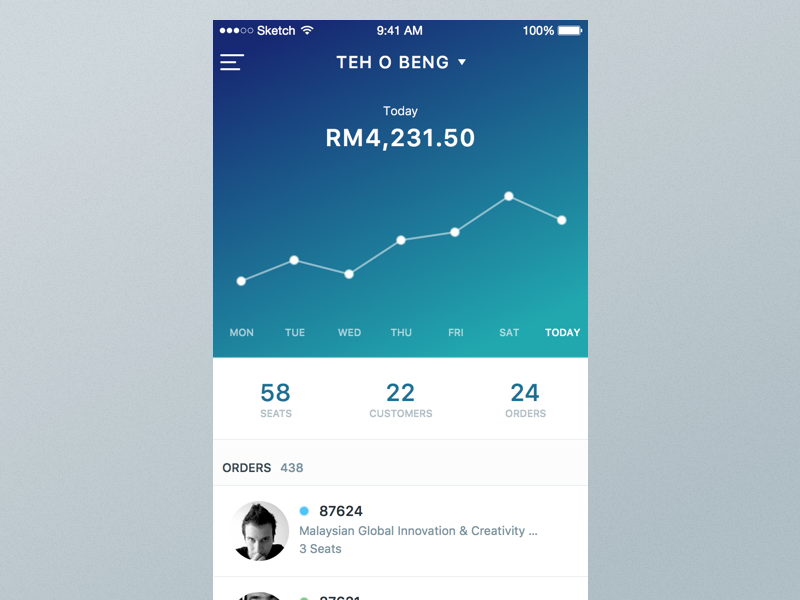 Sketch 9:41 AM 100%
TEH O BENG
Today
RM4,231.50
MON TUE WED THU FRI SAT TODAY
58 22 24
SEATS CUSTOMERS ORDERS
ORDERS 438
87624
Malaysian Global Innovation & Creativity ...
3 Seats
87621